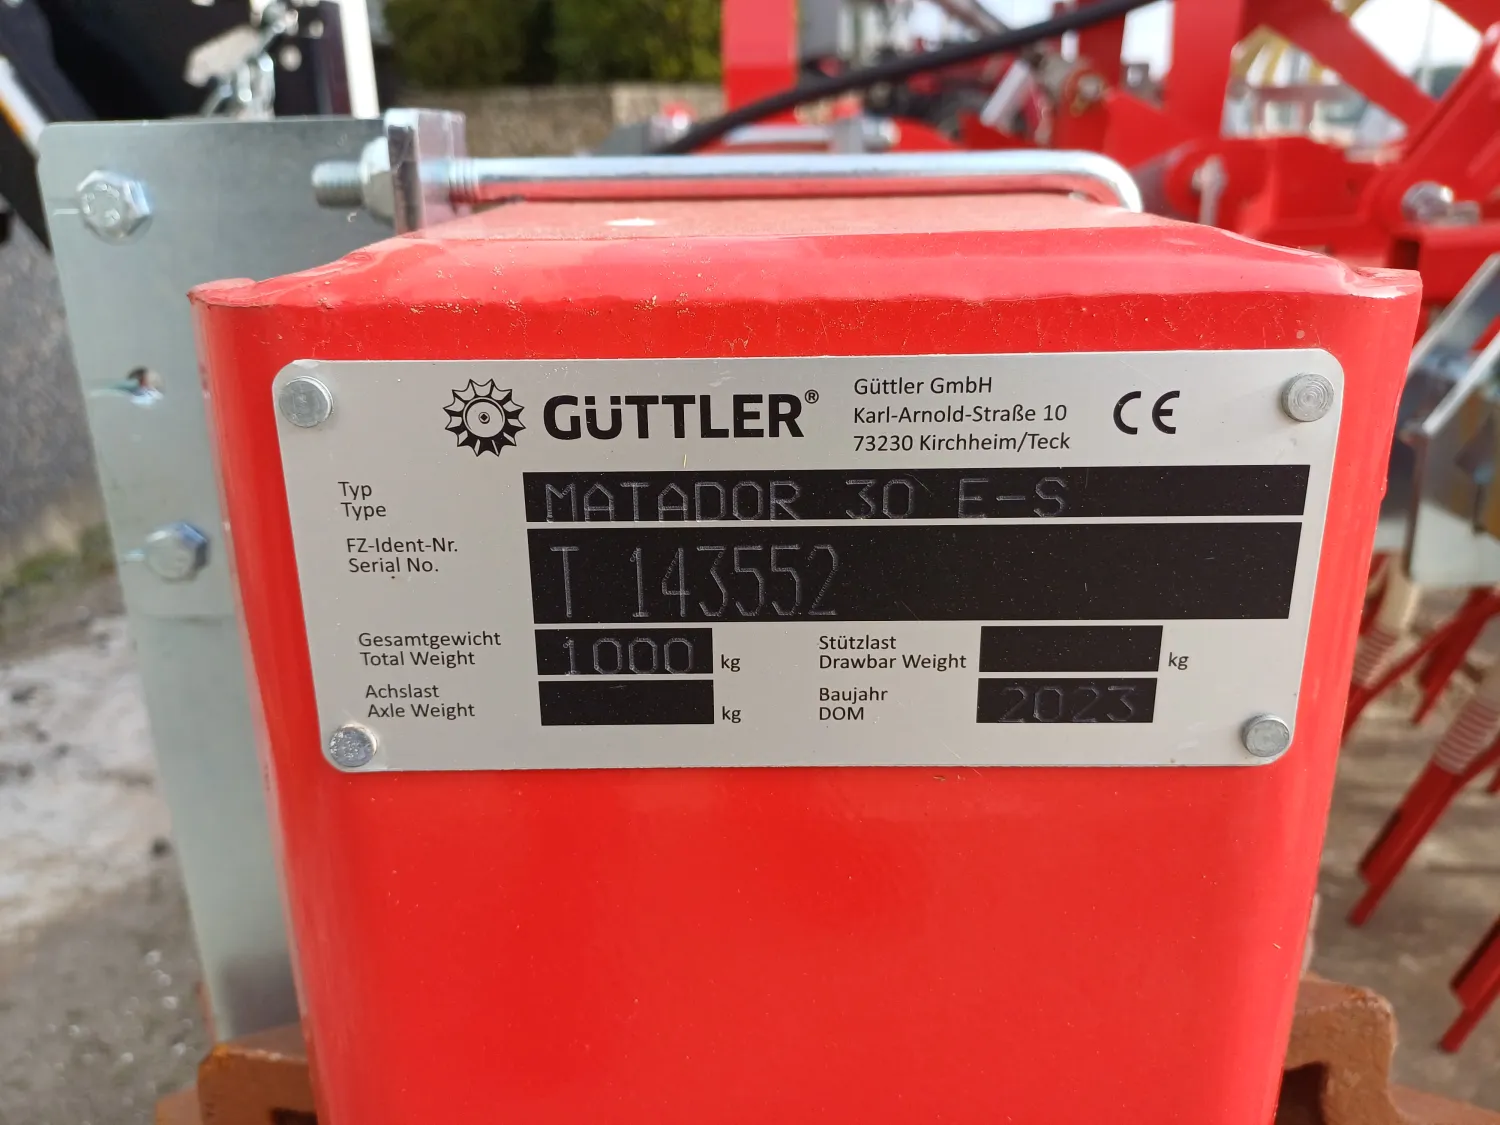 GÜTTLER®
Güttler GmbH
Karl-Arnold-Straße 10
73230 Kirchheim/Teck
CE
Typ
Type
MATADOR 30 E-S
FZ-Ident-Nr.
Serial No.
T 143552
Gesamtgewicht
Total Weight
1000 kg
Stützlast
Drawbar Weight
kg
Achslast
Axle Weight
kg
Baujahr
DOM
2023